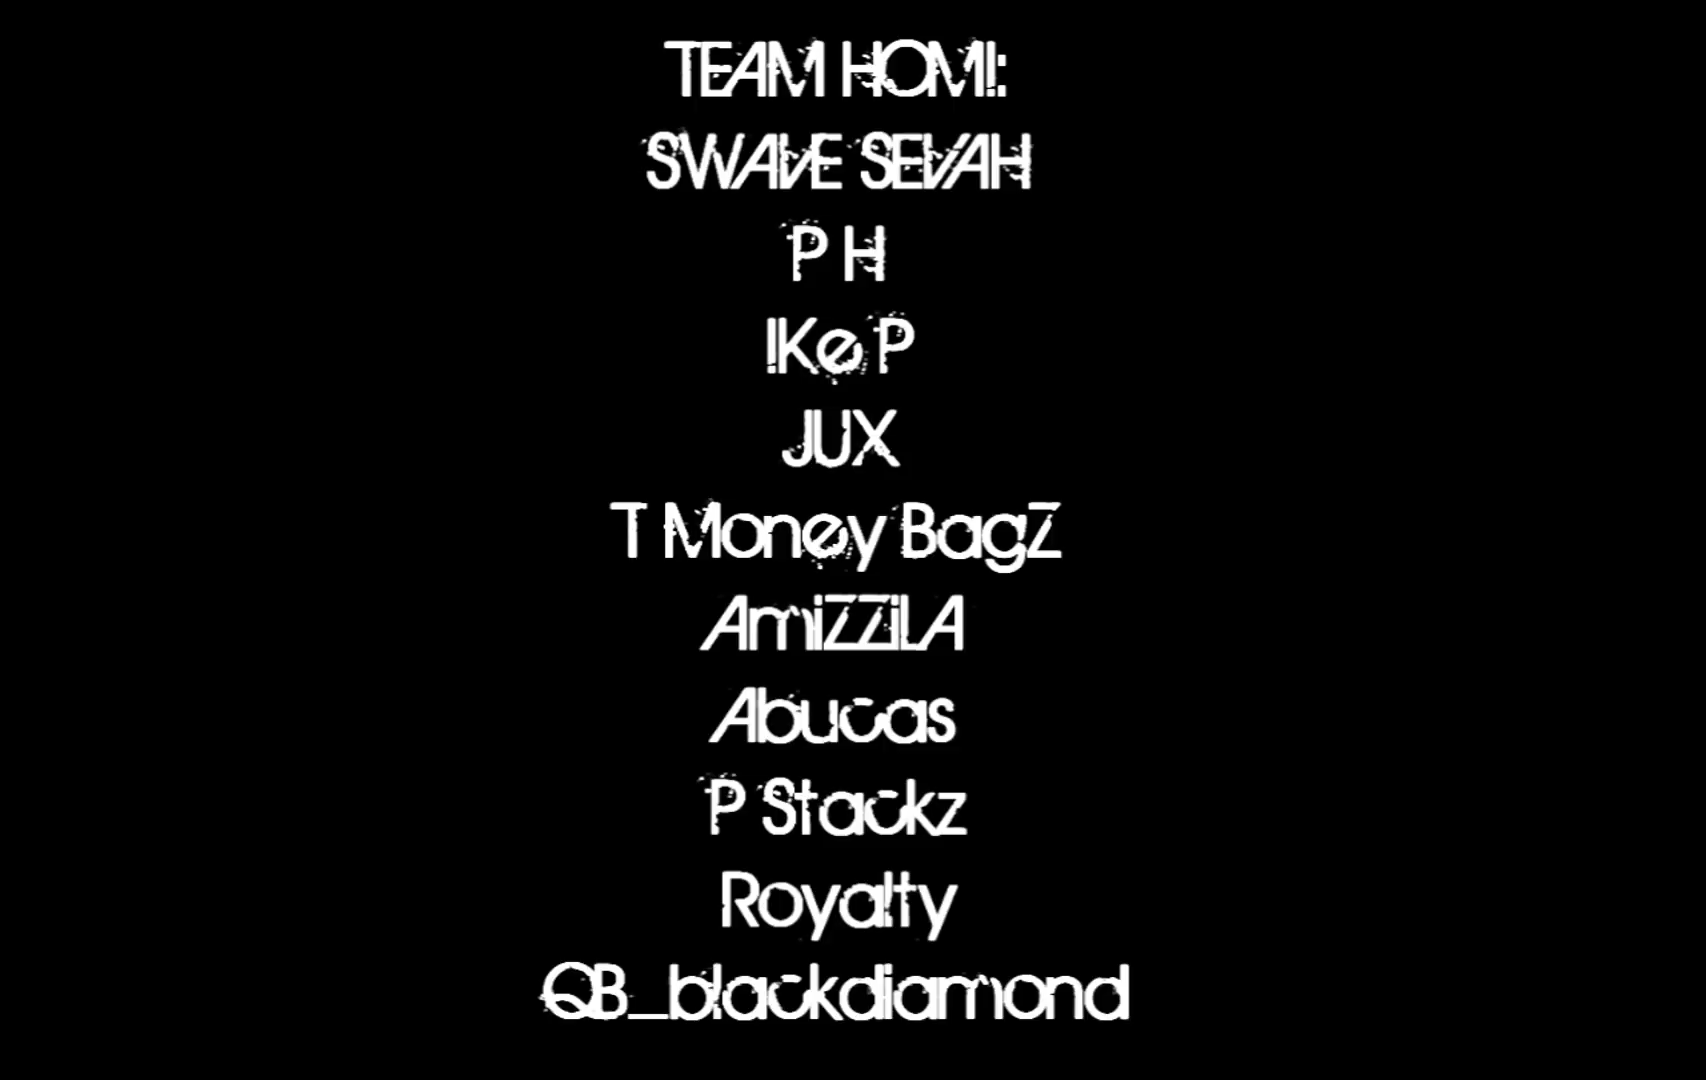 TEAM HOMI:
SWAVE SEVAH
P H
IKe P
JUX
T Money BagZ
AmiZZiLA
Abucas
P Stackz
Royalty
QB_blackdiamond